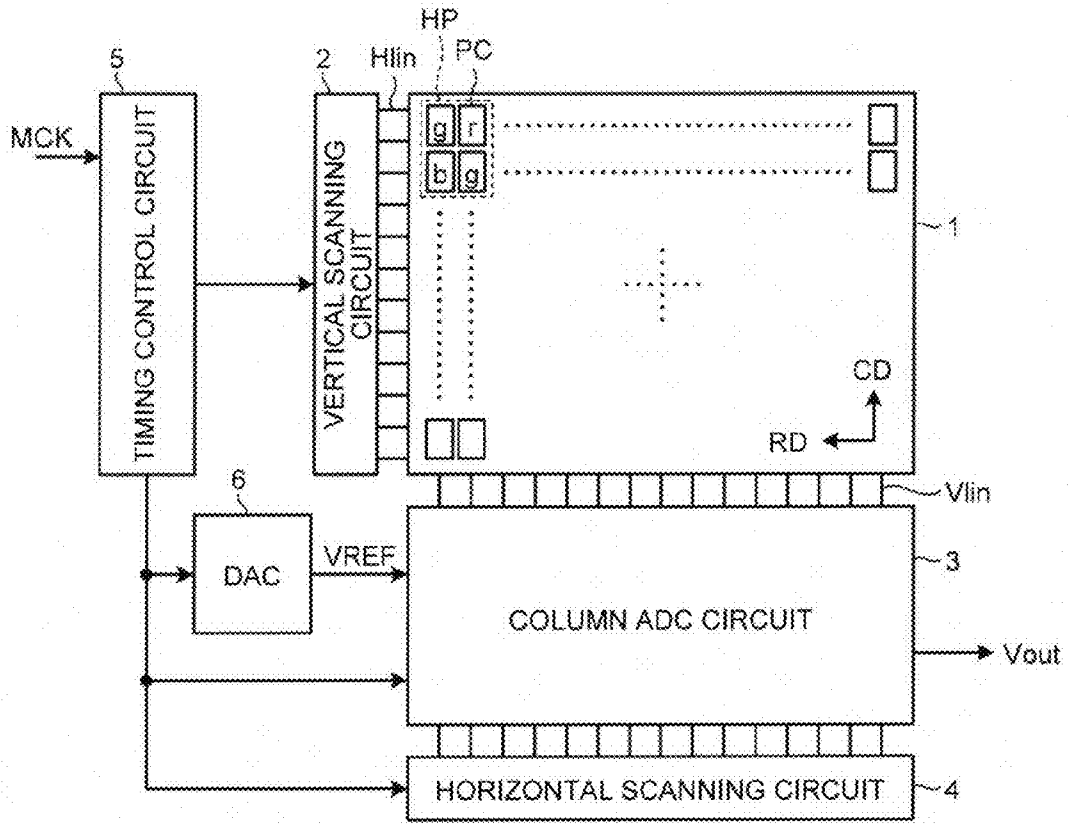 HP
PC
5
2
Hlin
MCK
TIMING CONTROL CIRCUIT
VERTICAL SCANNING
CIRCUIT
g r
b g
1
CD
RD
Vlin
6
DAC
VREF
3
COLUMN ADC CIRCUIT
Vout
HORIZONTAL SCANNING CIRCUIT
4